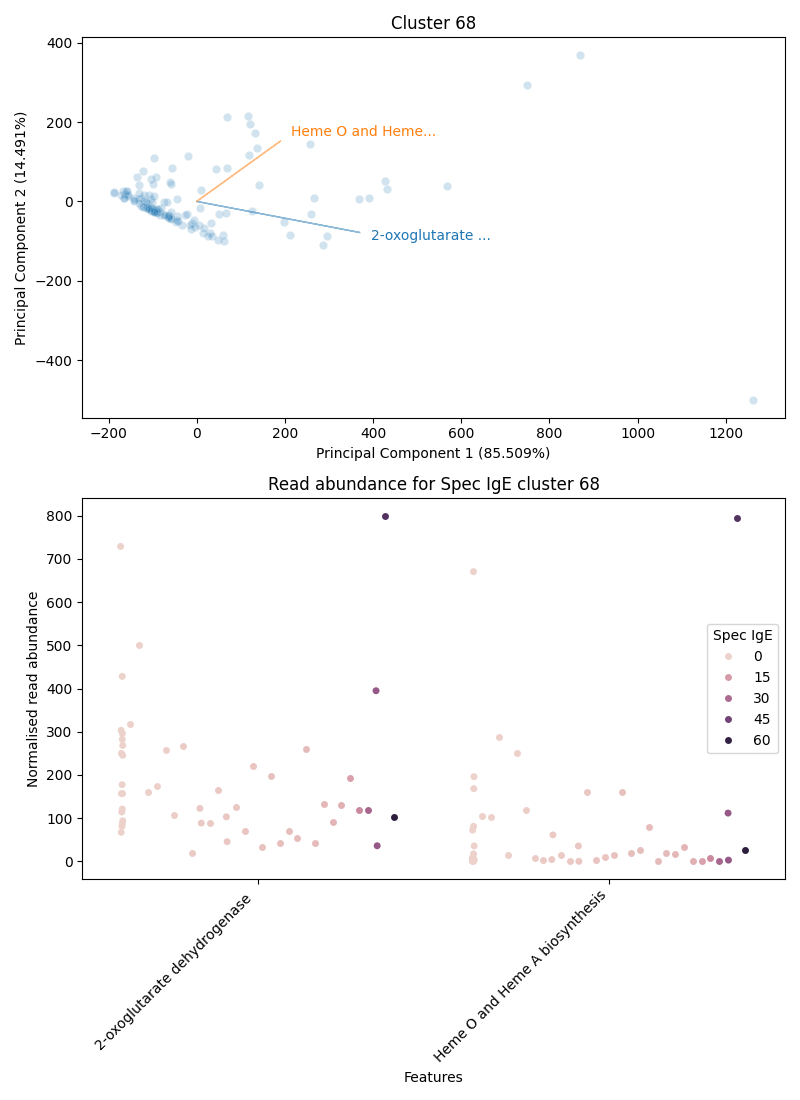 Cluster 68
400
200
0
−200
−400
Principal Component 2 (14.491%)
Heme O and Heme...
2-oxoglutarate ...
−200 0 200 400 600 800 1000 1200
Principal Component 1 (85.509%)
Read abundance for Spec IgE cluster 68
800
700
600
500
400
300
200
100
0
Normalised read abundance
Spec IgE
0
15
30
45
60
2-oxoglutarate dehydrogenase
Heme O and Heme A biosynthesis
Features